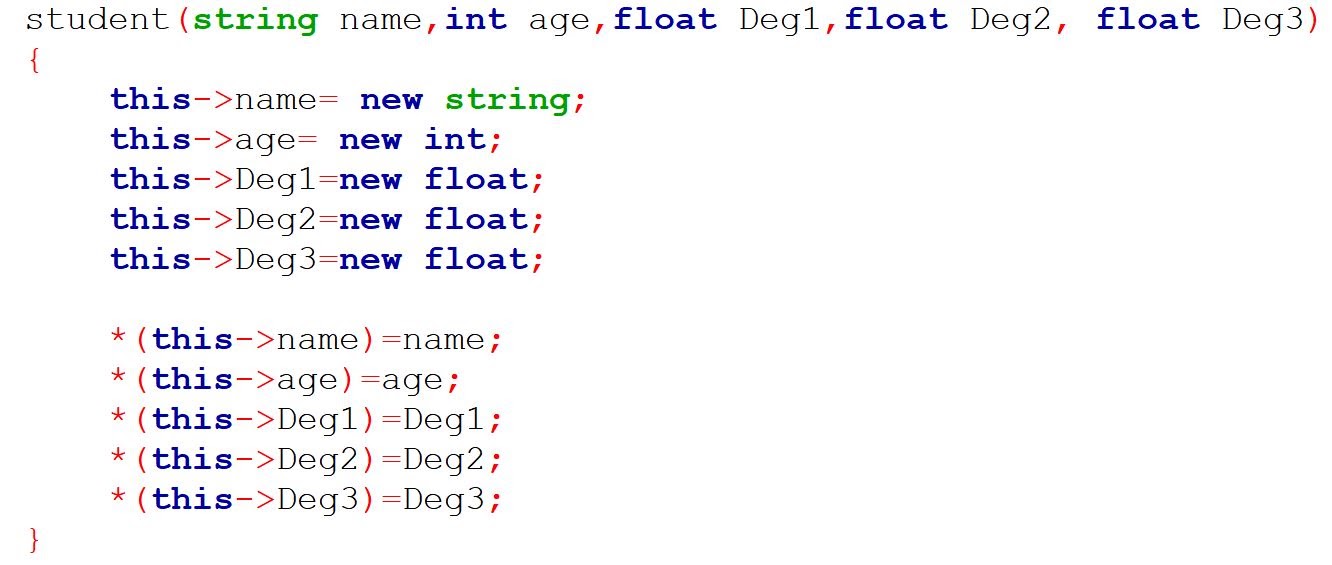 student(string name,int age,float Deg1,float Deg2, float Deg3)
{
this->name= new string;
this->age= new int;
this->Deg1=new float;
this->Deg2=new float;
this->Deg3=new float;
*(this->name)=name;
*(this->age)=age;
*(this->Deg1)=Deg1;
*(this->Deg2)=Deg2;
*(this->Deg3)=Deg3;
}